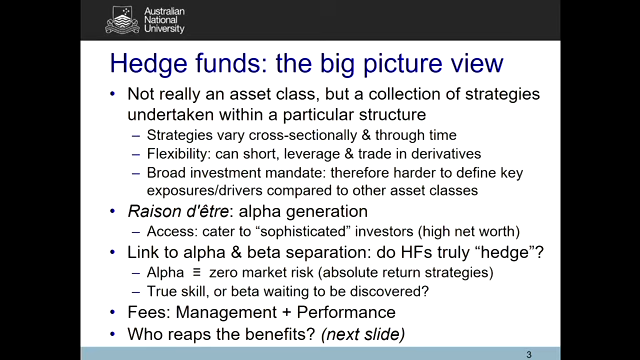 Australian
National
University
Hedge funds: the big picture view
• Not really an asset class, but a collection of strategies
undertaken within a particular structure
– Strategies vary cross-sectionally & through time
– Flexibility: can short, leverage & trade in derivatives
– Broad investment mandate: therefore harder to define key
exposures/drivers compared to other asset classes
• Raison d'être: alpha generation
– Access: cater to “sophisticated” investors (high net worth)
• Link to alpha & beta separation: do HFs truly “hedge”?
– Alpha ≡ zero market risk (absolute return strategies)
– True skill, or beta waiting to be discovered?
• Fees: Management + Performance
• Who reaps the benefits? (next slide)
3